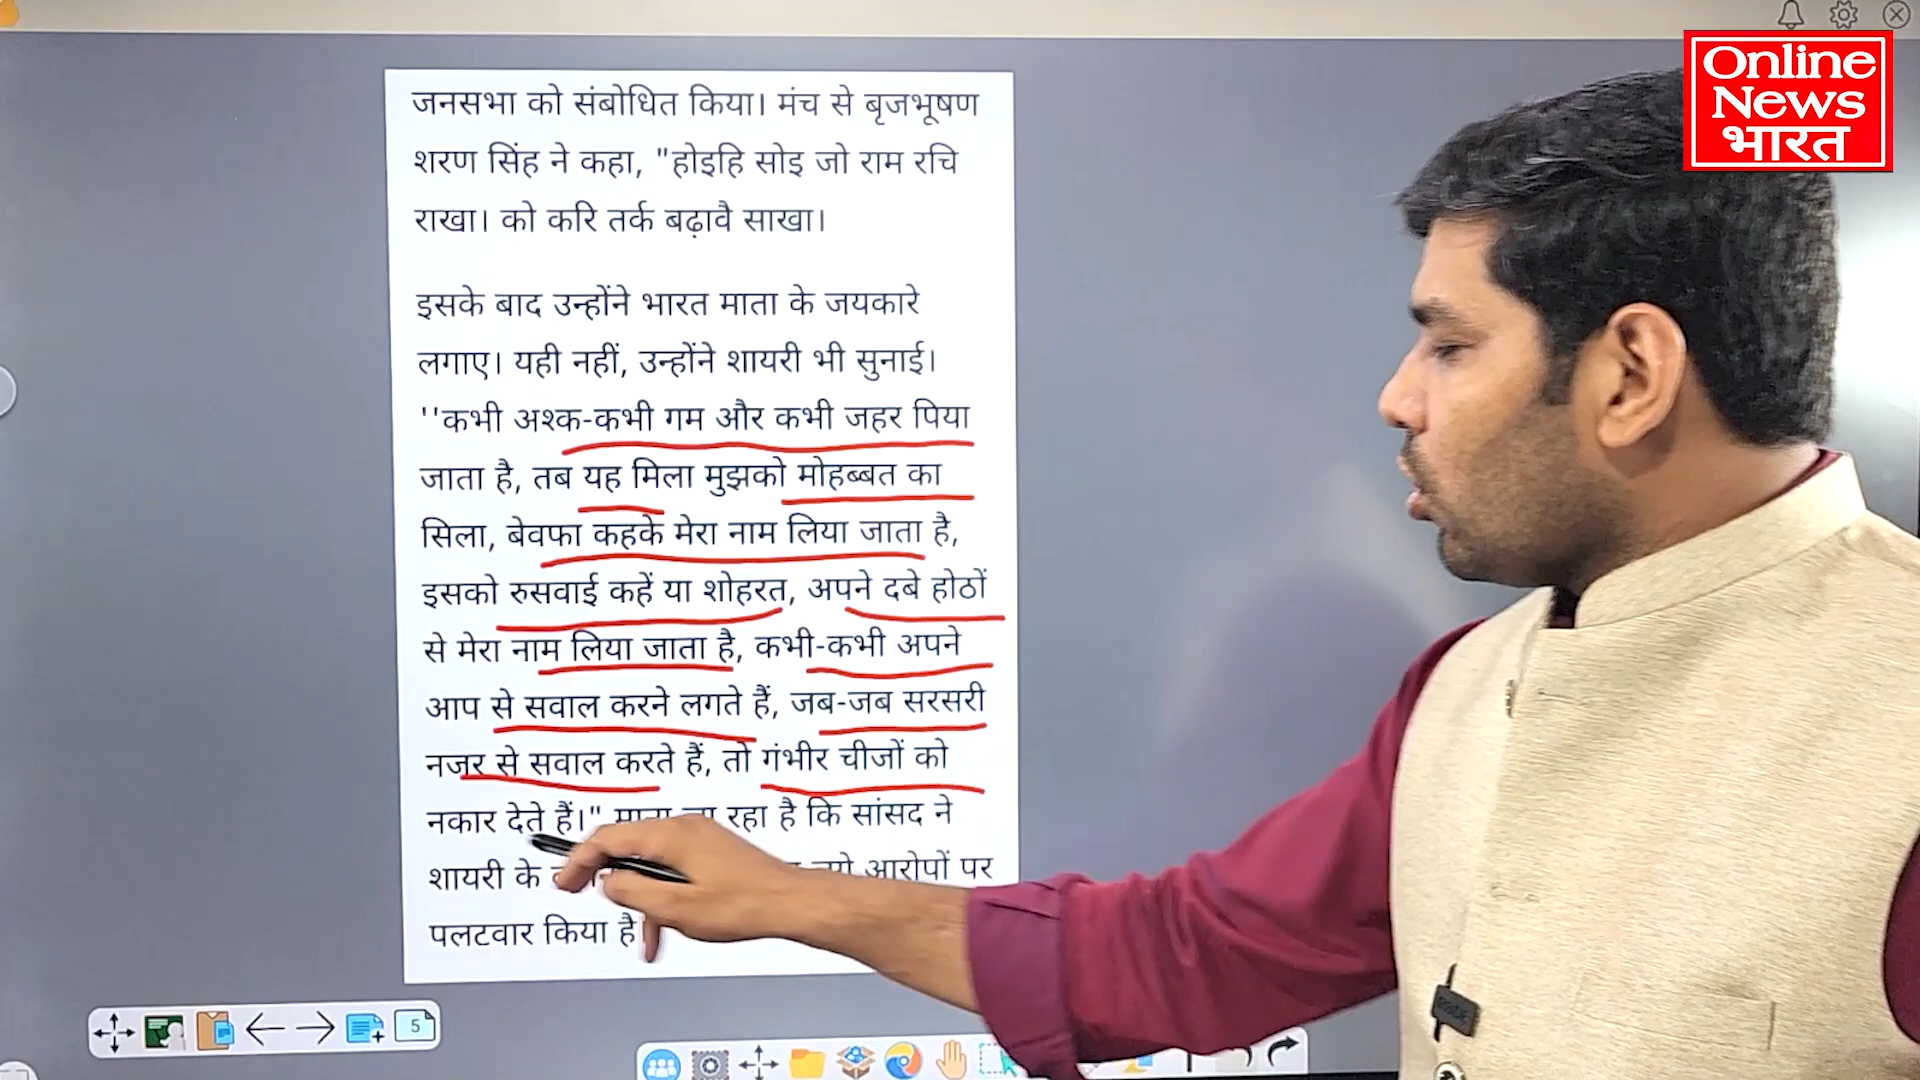 Online
News
भारत
जनसभा को संबोधित किया। मंच से बृजभूषण
शरण सिंह ने कहा, "होइहि सोइ जो राम रचि
राखा। को करि तर्क बढ़ावै साखा।
इसके बाद उन्होंने भारत माता के जयकारे
लगाए। यही नहीं, उन्होंने शायरी भी सुनाई।
''कभी अश्क-कभी गम और कभी जहर पिया
जाता है, तब यह मिला मुझको मोहब्बत का
सिला, बेवफा कहके मेरा नाम लिया जाता है,
इसको रुसवाई कहें या शोहरत, अपने दबे होठों
से मेरा नाम लिया जाता है, कभी-कभी अपने
आप से सवाल करने लगते हैं, जब-जब सरसरी
नजर से सवाल करते हैं, तो गंभीर चीजों को
नकार देते हैं।" रहा है कि सांसद ने
शायरी के आरोपों पर
पलटवार किया है
5